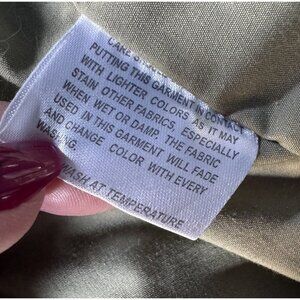 PUTTING THIS GARMENT IN CONTACT
WITH LIGHTER COLORS AS IT MAY
STAIN OTHER FABRICS, ESPECIALLY
WHEN WET OR DAMP. THE FABRIC
USED IN THIS GARMENT WILL FADE
AND CHANGE COLOR WITH EVERY
WASHING.
WASH AT TEMPERATURE